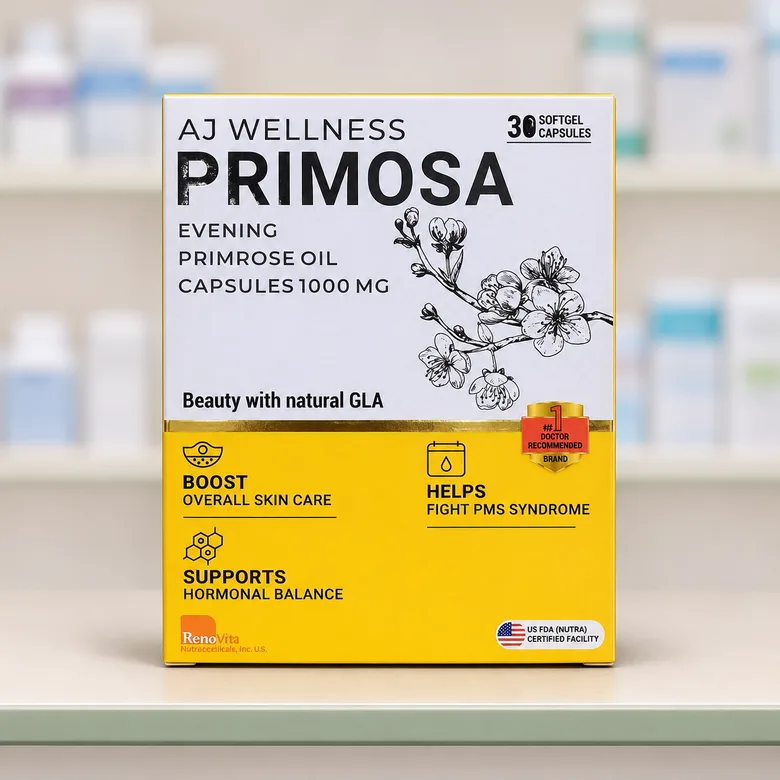 AJ WELLNESS
PRIMOSA
30 SOFTGEL
CAPSULES
EVENING
PRIMROSE OIL
CAPSULES 1000 MG
Beauty with natural GLA
#1
DOCTOR
RECOMMENDED
BRAND
BOOST
OVERALL SKIN CARE
HELPS
FIGHT PMS SYNDROME
SUPPORTS
HORMONAL BALANCE
RenoVita
Nutraceuticals, Inc. U.S.
US FDA (NUTRA)
CERTIFIED FACILITY